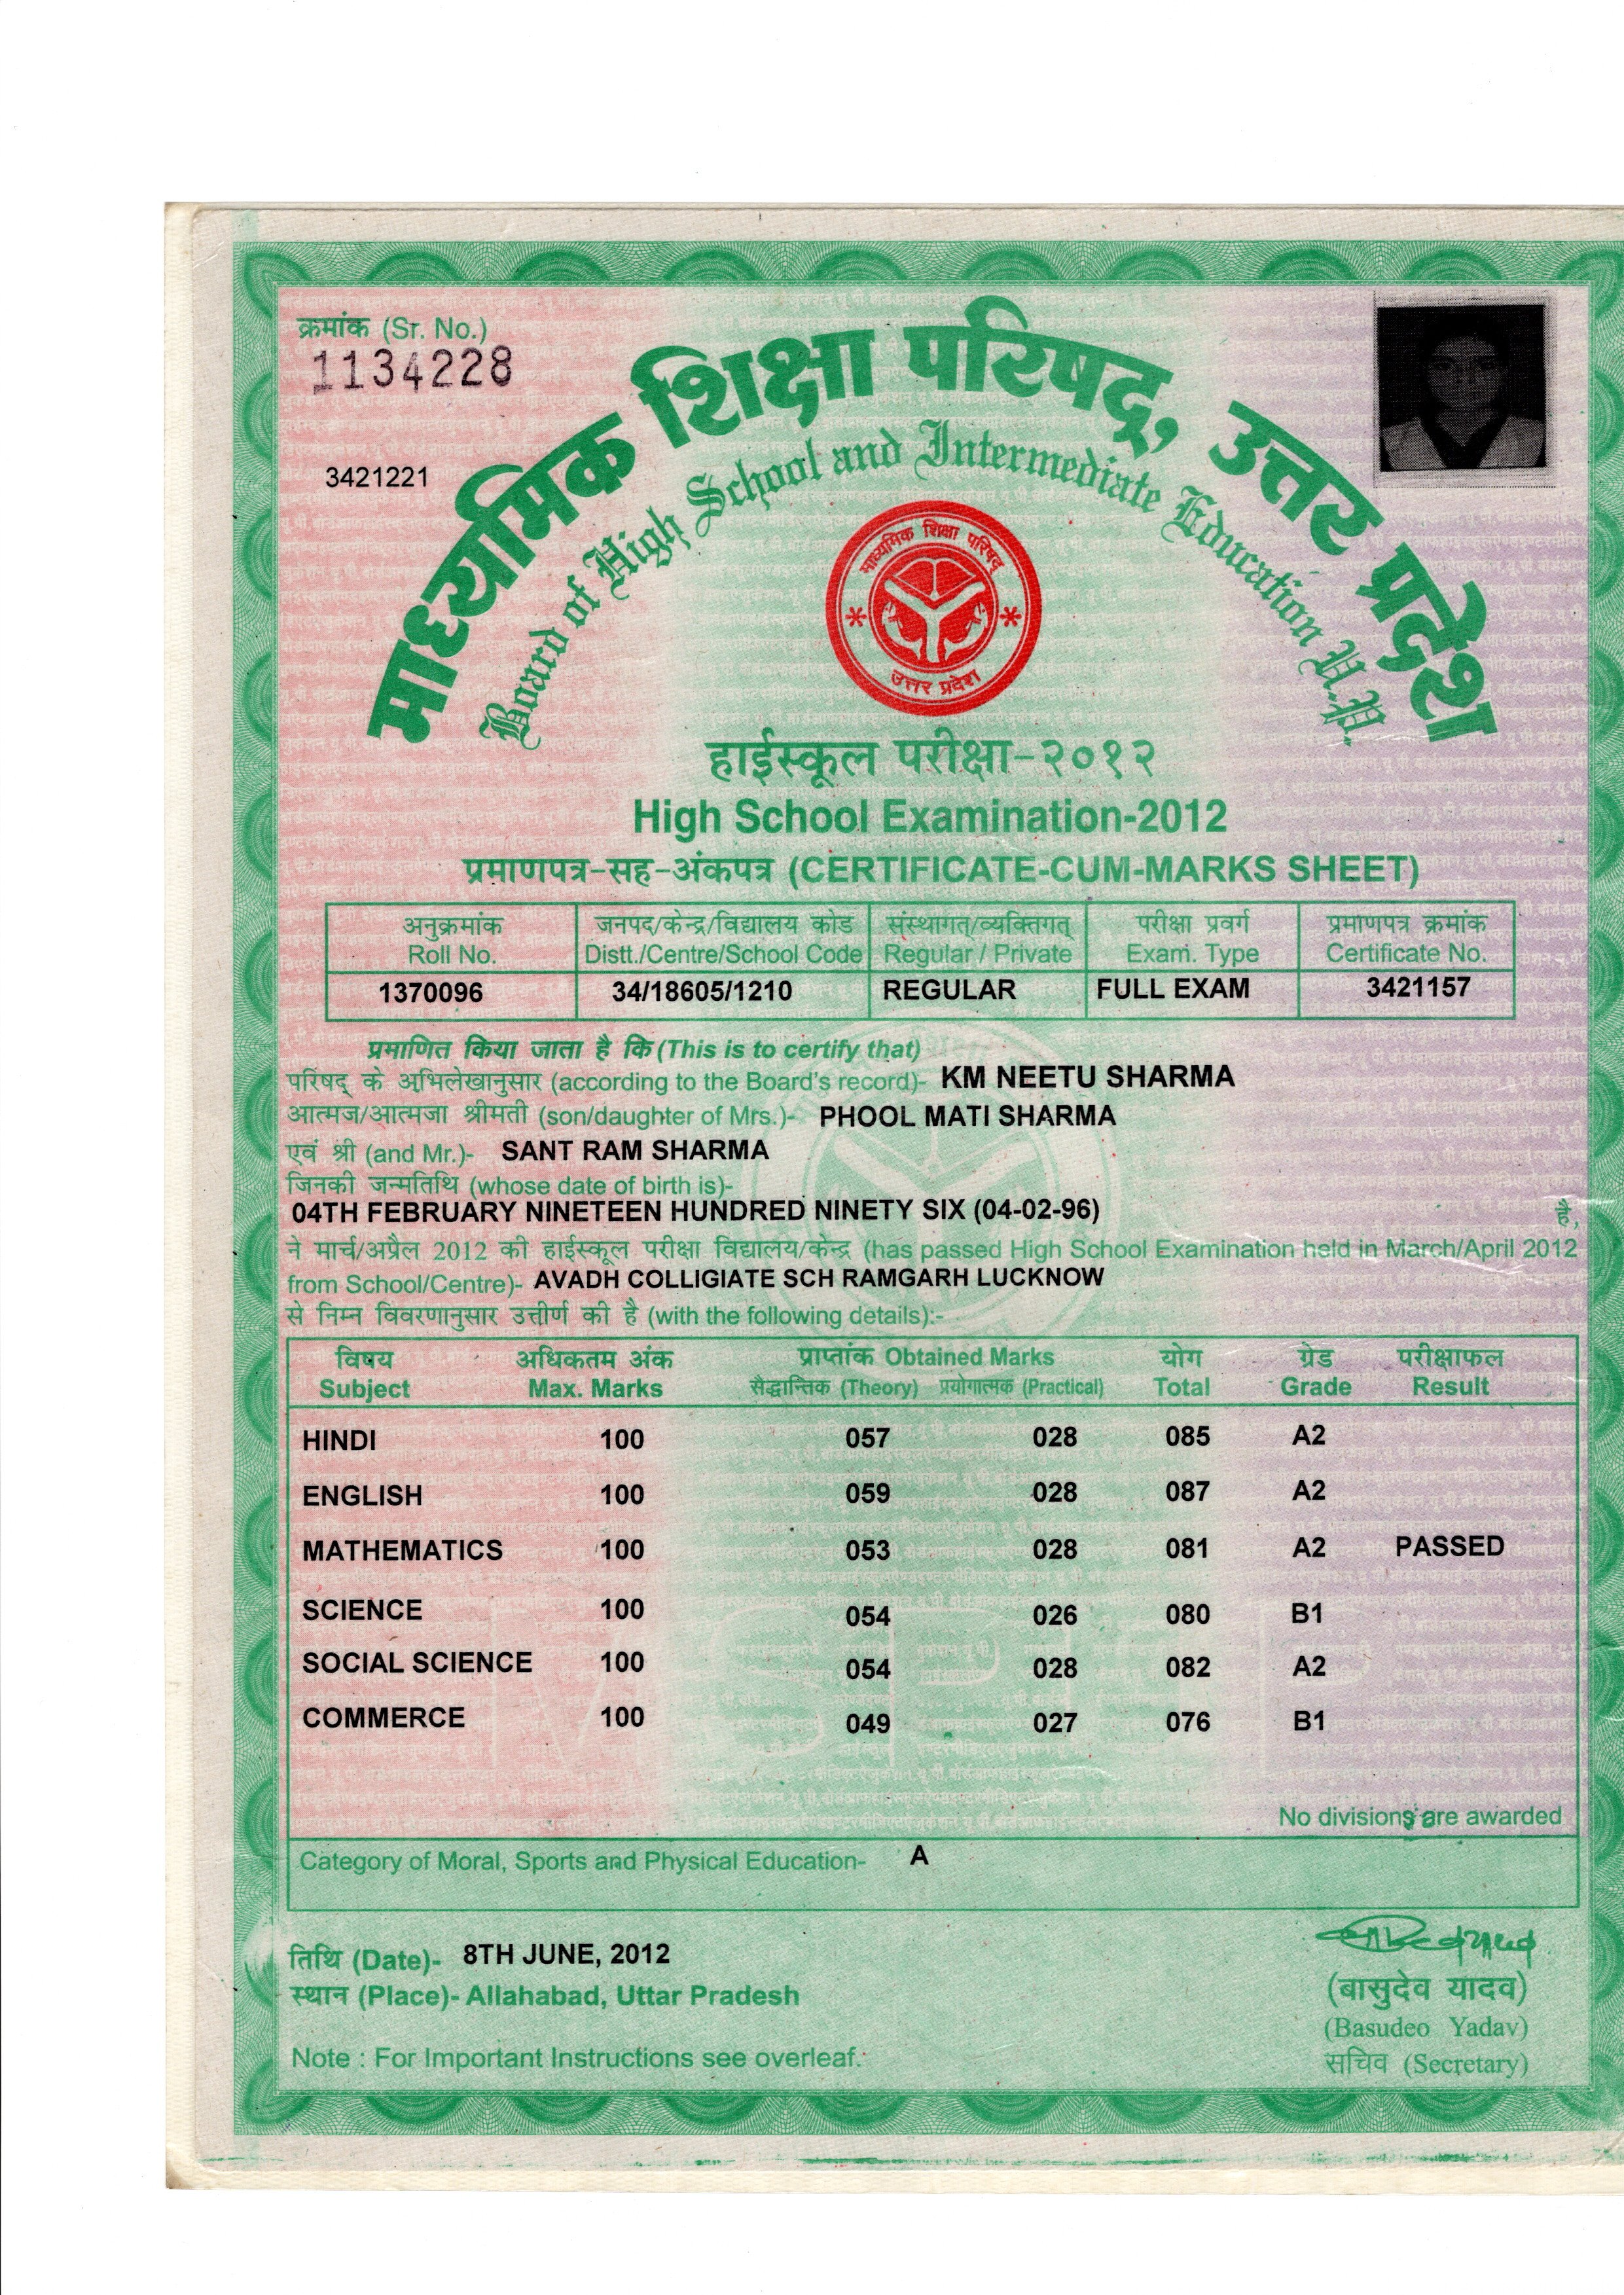 क्रमांक (Sr. No.)
1134228
3421221
माध्यमिक शिक्षा परिषद्, उत्तर प्रदेश
Board of High School and Intermediate Education U.P.
माध्यमिक शिक्षा परिषद्
उत्तर प्रदेश
हाईस्कूल परीक्षा-२०१२
High School Examination-2012
प्रमाणपत्र-सह-अंकपत्र (CERTIFICATE-CUM-MARKS SHEET)
अनुक्रमांक जनपद/केन्द्र/विद्यालय कोड संस्थागत/व्यक्तिगत् परीक्षा प्रवर्ग प्रमाणपत्र क्रमांक
Roll No. Distt./Centre/School Code Regular / Private Exam. Type Certificate No.
1370096 34/18605/1210 REGULAR FULL EXAM 3421157
प्रमाणित किया जाता है कि (This is to certify that)
परिषद् के अभिलेखानुसार (according to the Board's record)- KM NEETU SHARMA
आत्मज/आत्मजा श्रीमती (son/daughter of Mrs.)- PHOOL MATI SHARMA
एवं श्री (and Mr.)- SANT RAM SHARMA
जिनकी जन्मतिथि (whose date of birth is)-
04TH FEBRUARY NINETEEN HUNDRED NINETY SIX (04-02-96) है,
ने मार्च/अप्रैल 2012 की हाईस्कूल परीक्षा विद्यालय/केन्द्र (has passed High School Examination held in March/April 2012
from School/Centre)- AVADH COLLIGIATE SCH RAMGARH LUCKNOW
से निम्न विवरणानुसार उत्तीर्ण की है (with the following details):-
विषय अधिकतम अंक प्राप्तांक Obtained Marks योग ग्रेड परीक्षाफल
Subject Max. Marks सैद्धान्तिक (Theory) प्रयोगात्मक (Practical) Total Grade Result
HINDI 100 057 028 085 A2
ENGLISH 100 059 028 087 A2
MATHEMATICS 100 053 028 081 A2 PASSED
SCIENCE 100 054 026 080 B1
SOCIAL SCIENCE 100 054 028 082 A2
COMMERCE 100 049 027 076 B1
No divisions are awarded
Category of Moral, Sports and Physical Education- A
तिथि (Date)- 8TH JUNE, 2012
स्थान (Place)- Allahabad, Uttar Pradesh
(बासुदेव यादव)
(Basudeo Yadav)
सचिव (Secretary)
Note : For Important Instructions see overleaf.